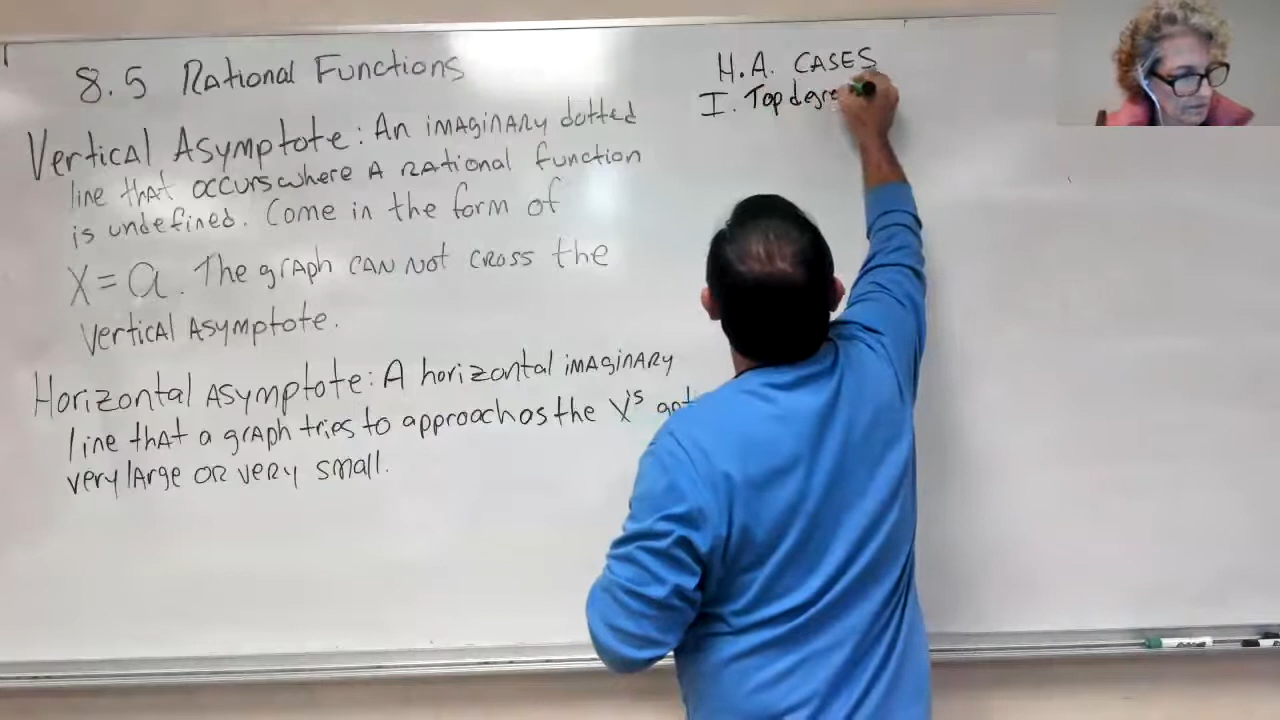 8.5 Rational Functions
Vertical Asymptote: An imaginary dotted
line that occurs where a rational function
is undefined. Come in the form of
X = a. The graph can not cross the
vertical asymptote.
Horizontal Asymptote: A horizontal imaginary
line that a graph tries to approach as the X's
very large or very small.
H.A. CASES
I. Top degre